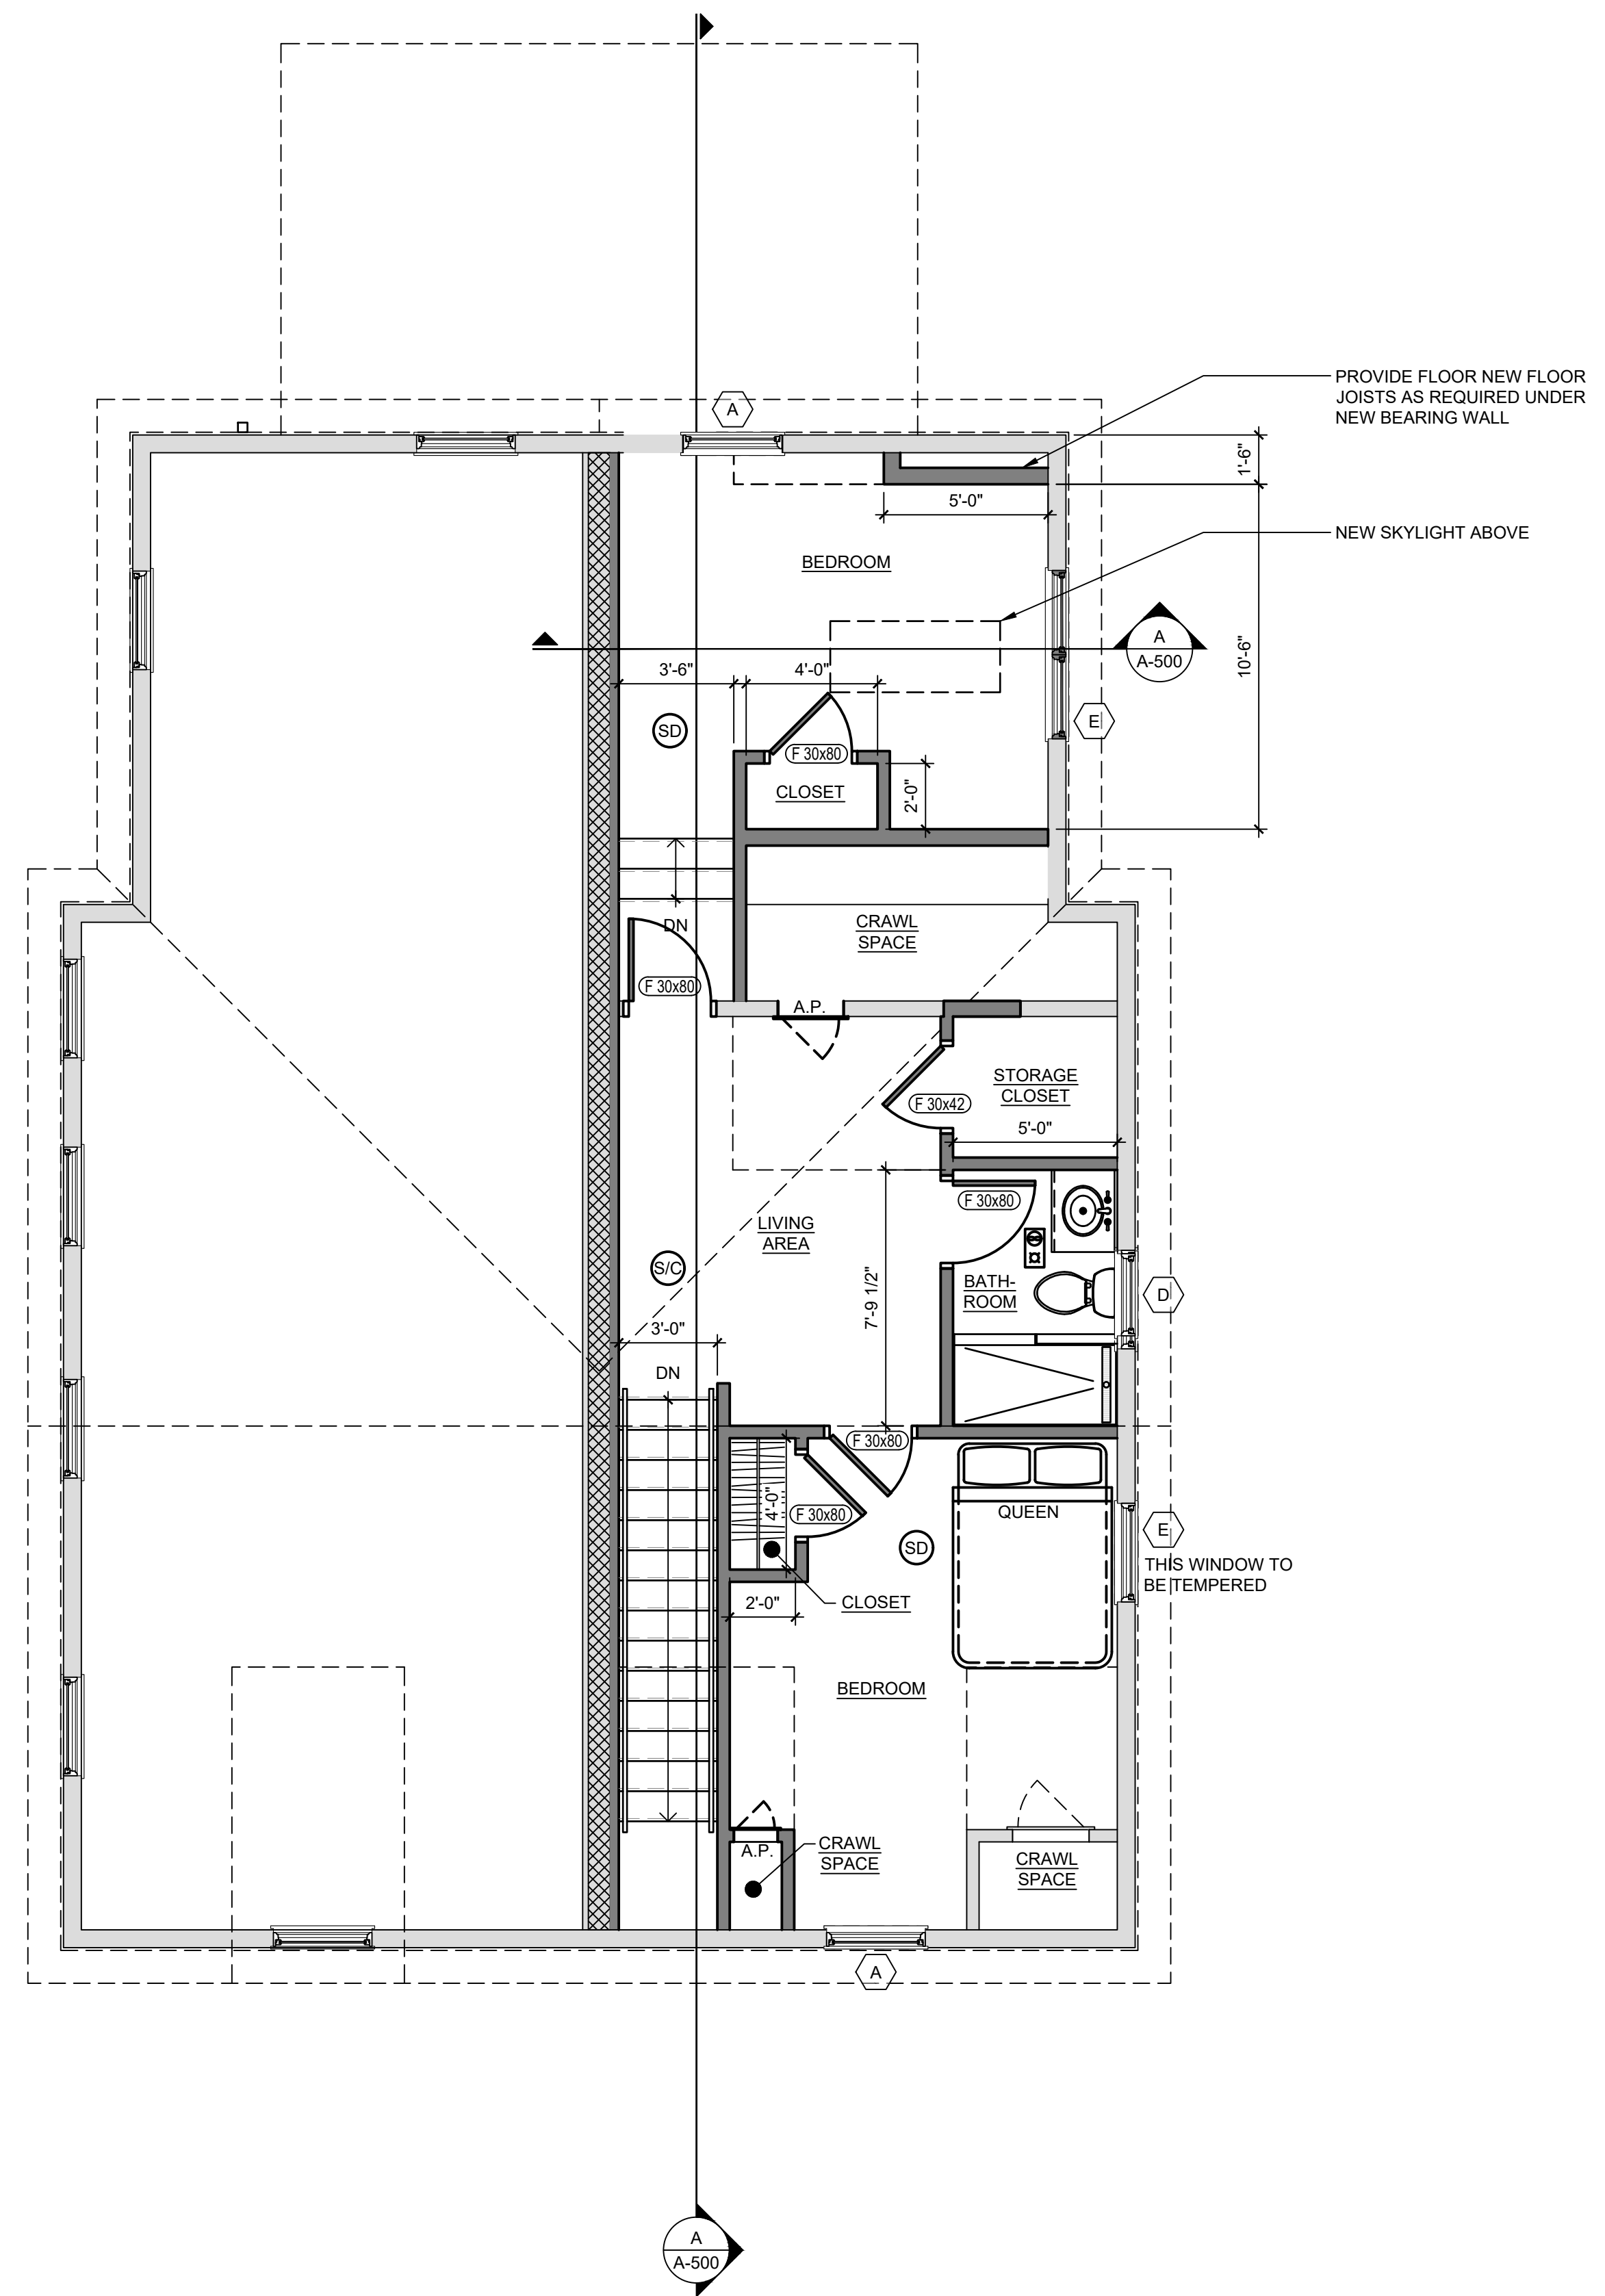 A
PROVIDE FLOOR NEW FLOOR
JOISTS AS REQUIRED UNDER
NEW BEARING WALL
1'-6"
5'-0"
NEW SKYLIGHT ABOVE
BEDROOM
A
A-500
10'-6"
3'-6"
4'-0"
E
SD
F 30x80
CLOSET
2'-0"
DN
CRAWL
SPACE
F 30x80
A.P.
STORAGE
CLOSET
F 30x42
5'-0"
F 30x80
LIVING
AREA
S/C
7'-9 1/2"
BATH-
ROOM
D
3'-0"
DN
F 30x80
4'-0"
F 30x80
QUEEN
SD
E
THIS WINDOW TO
BE TEMPERED
2'-0"
CLOSET
BEDROOM
A.P.
CRAWL
SPACE
CRAWL
SPACE
A
A
A-500